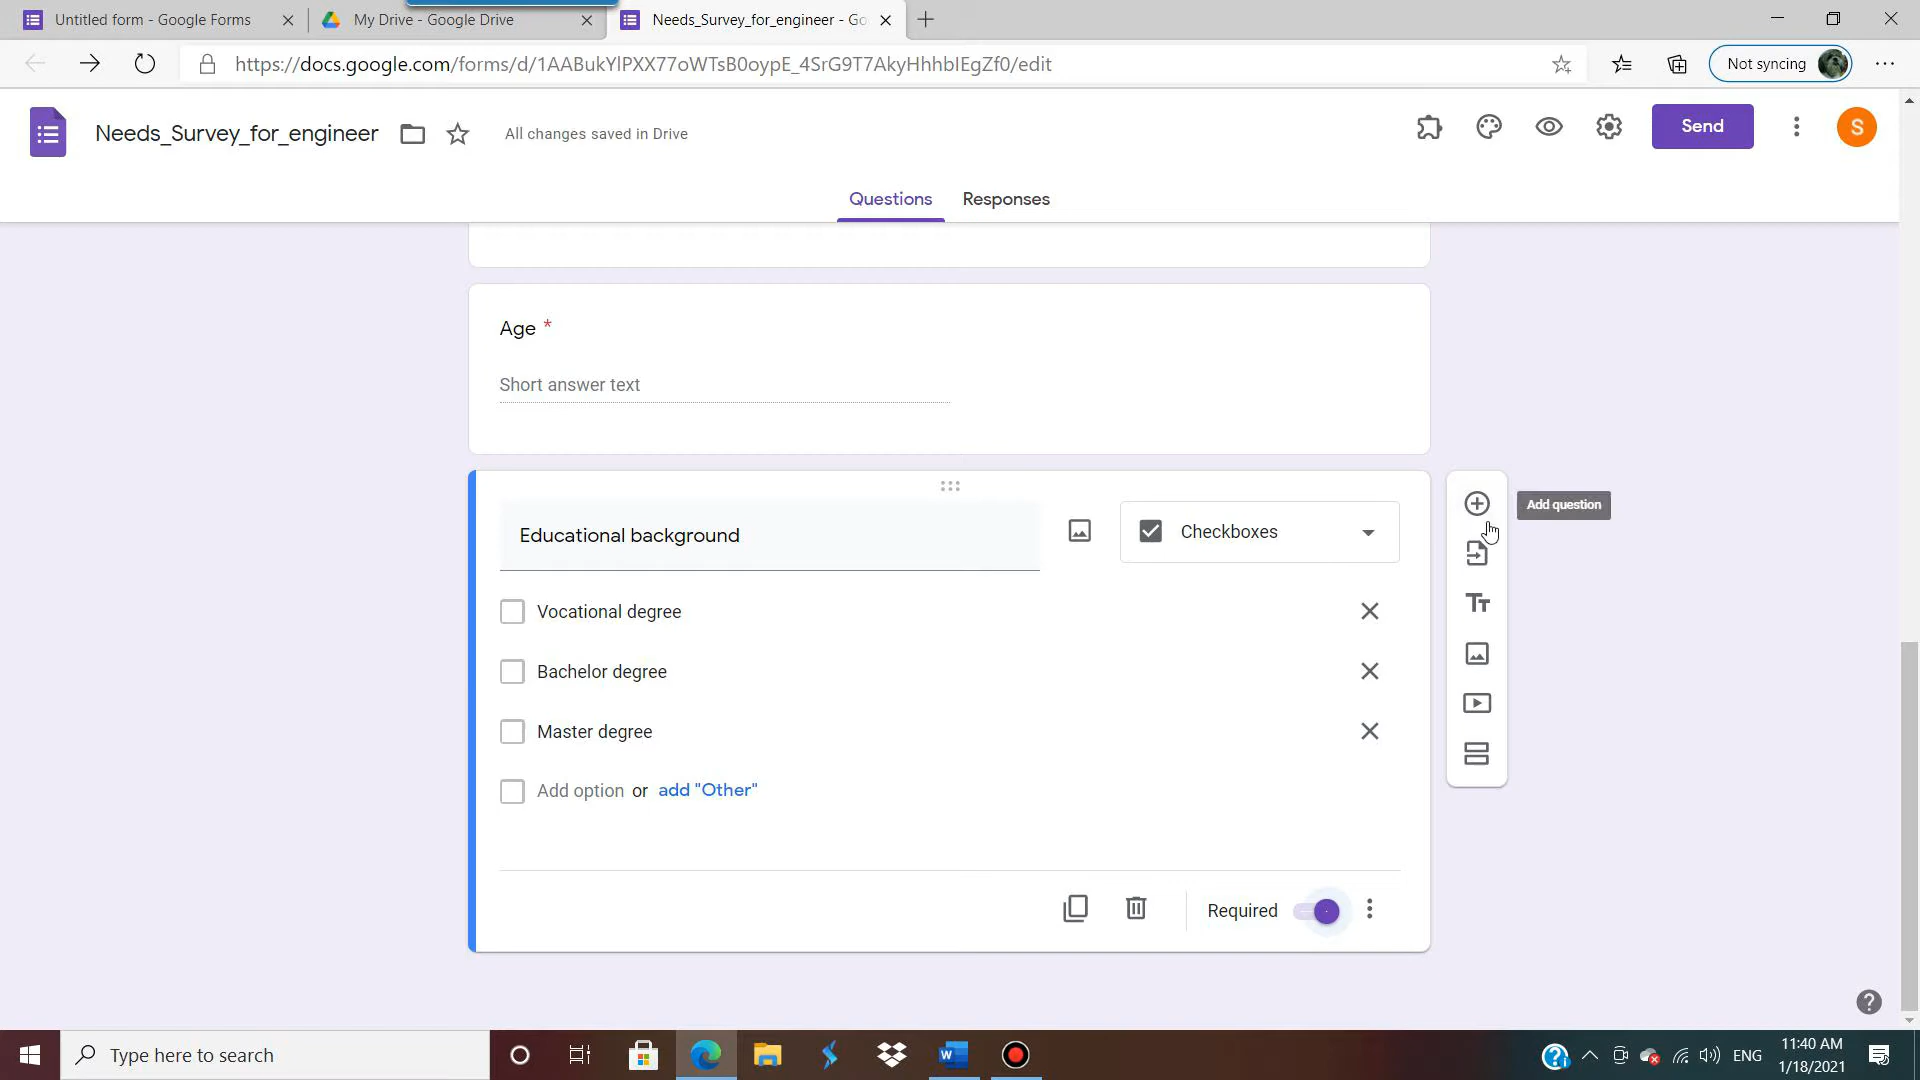 Untitled form - Google Forms
My Drive - Google Drive
Needs_Survey_for_engineer - Go
https://docs.google.com/forms/d/1AABukYlPXX77oWTsB0oypE_4SrG9T7AkyHhhbIEgZf0/edit
Not syncing
Needs_Survey_for_engineer
All changes saved in Drive
Send
S
Questions
Responses
Age *
Short answer text
Educational background
Checkboxes
Add question
Vocational degree
Bachelor degree
Master degree
Add option or add "Other"
Required
Type here to search
ENG
11:40 AM
1/18/2021